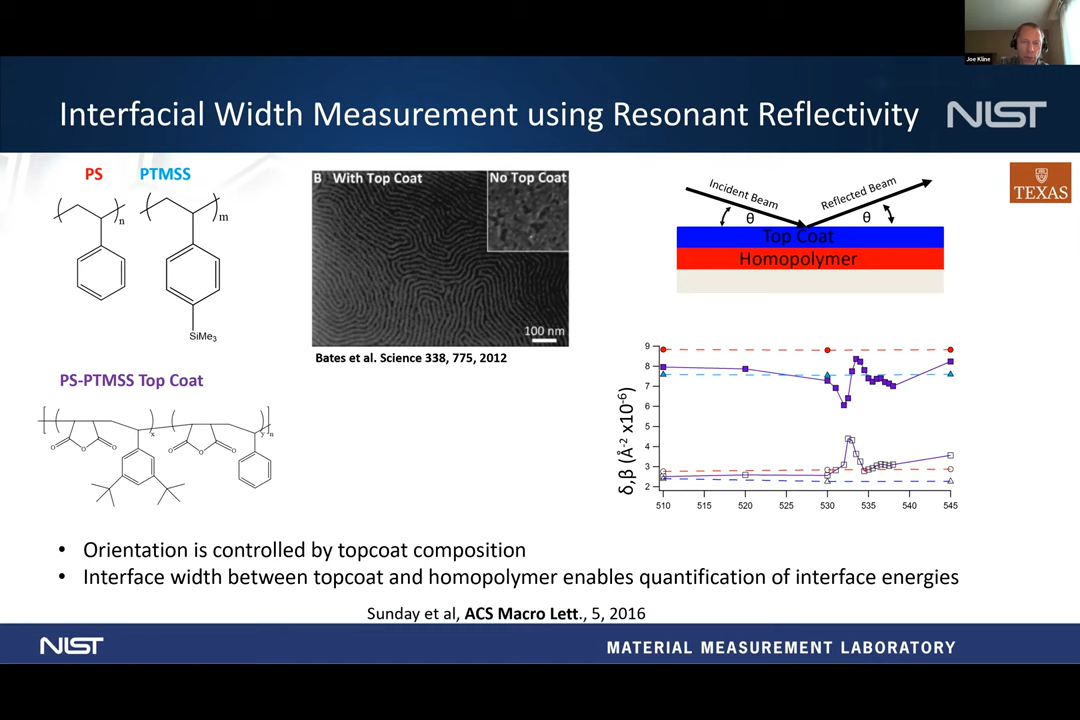 Joe Kline
Interfacial Width Measurement using Resonant Reflectivity
NIST
PS
PTMSS
n
m
SiMe3
B With Top Coat
No Top Coat
100 nm
Bates et al. Science 338, 775, 2012
Incident Beam
Reflected Beam
θ
θ
Top Coat
Homopolymer
TEXAS
PS-PTMSS Top Coat
O
O
O
x
O
O
O
y
n
δ,β (Å-2 x10-6)
9
8
7
6
5
4
3
2
510 515 520 525 530 535 540 545
• Orientation is controlled by topcoat composition
• Interface width between topcoat and homopolymer enables quantification of interface energies
Sunday et al, ACS Macro Lett., 5, 2016
NIST
MATERIAL MEASUREMENT LABORATORY